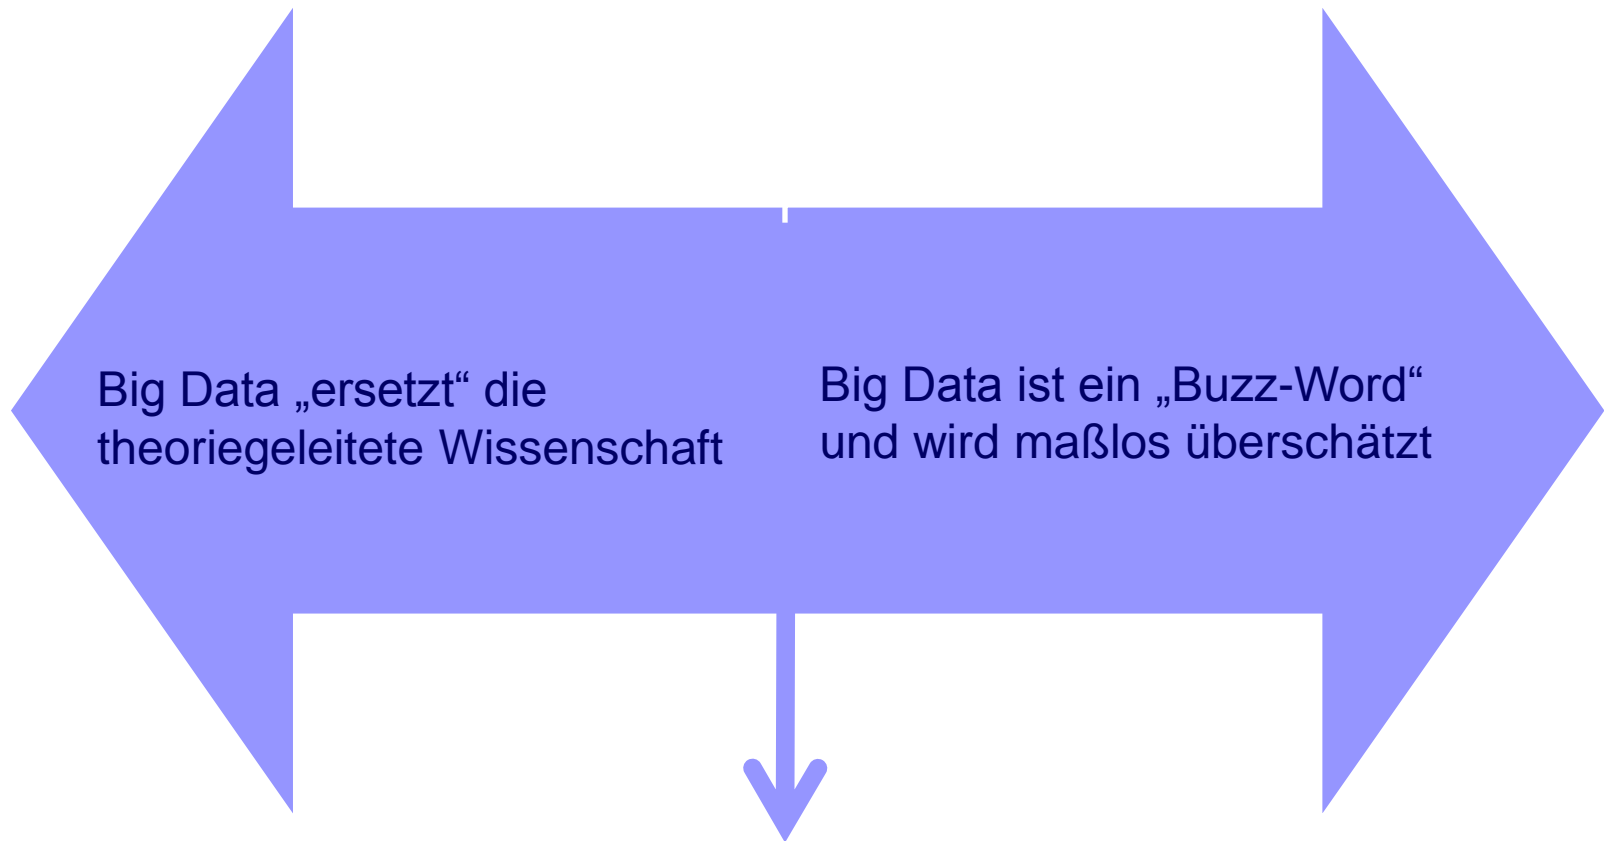 Big Data „ersetzt“ die
theoriegeleitete Wissenschaft
Big Data ist ein „Buzz-Word“
und wird maßlos überschätzt